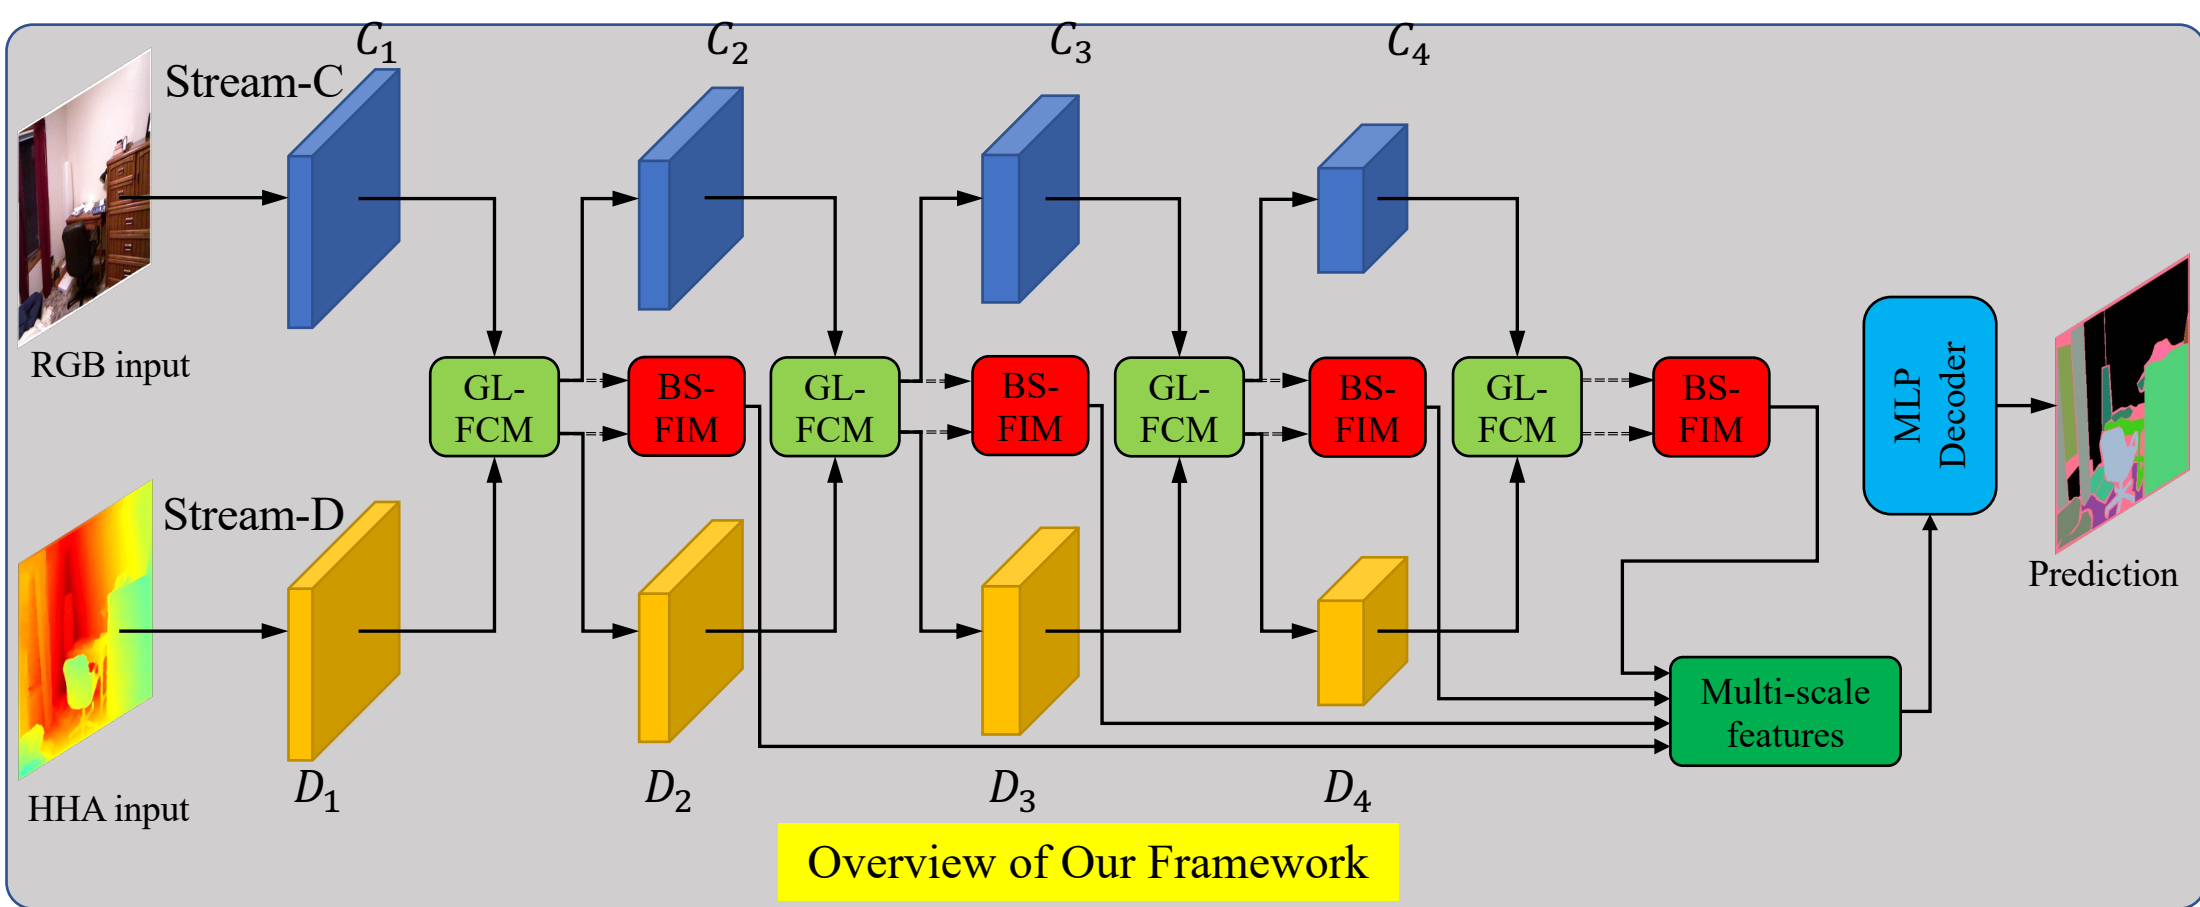 C1
C2
C3
C4
Stream-C
RGB input
GL-
FCM
BS-
FIM
GL-
FCM
BS-
FIM
GL-
FCM
BS-
FIM
GL-
FCM
BS-
FIM
MLP
Decoder
Prediction
Stream-D
HHA input
D1
D2
D3
D4
Multi-scale
features
Overview of Our Framework